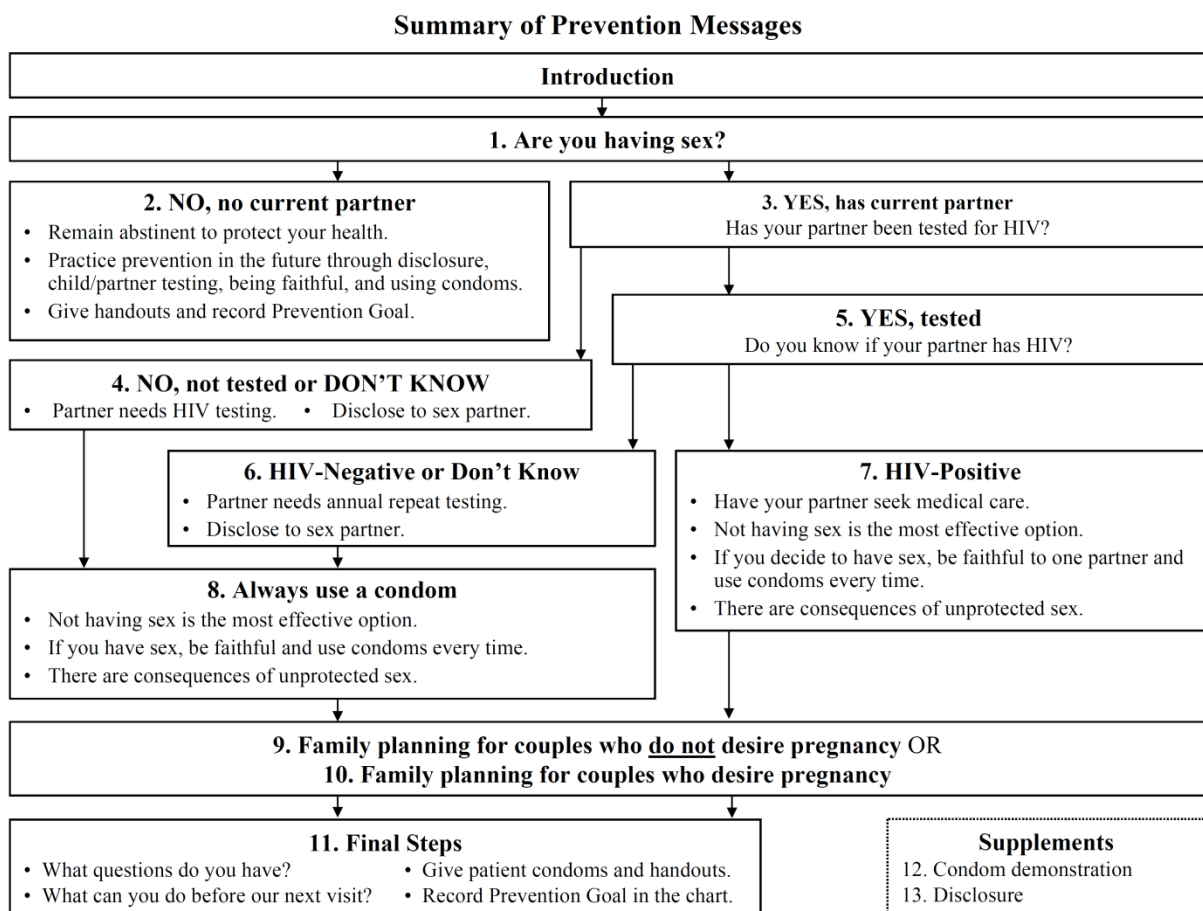 Summary of Prevention Messages
Introduction
1. Are you having sex?
2. NO, no current partner
• Remain abstinent to protect your health.
• Practice prevention in the future through disclosure,
child/partner testing, being faithful, and using condoms.
• Give handouts and record Prevention Goal.
3. YES, has current partner
Has your partner been tested for HIV?
4. NO, not tested or DON’T KNOW
• Partner needs HIV testing. • Disclose to sex partner.
5. YES, tested
Do you know if your partner has HIV?
6. HIV-Negative or Don’t Know
• Partner needs annual repeat testing.
• Disclose to sex partner.
7. HIV-Positive
• Have your partner seek medical care.
• Not having sex is the most effective option.
• If you decide to have sex, be faithful to one partner and
use condoms every time.
• There are consequences of unprotected sex.
8. Always use a condom
• Not having sex is the most effective option.
• If you have sex, be faithful and use condoms every time.
• There are consequences of unprotected sex.
9. Family planning for couples who do not desire pregnancy OR
10. Family planning for couples who desire pregnancy
11. Final Steps
• What questions do you have? • Give patient condoms and handouts.
• What can you do before our next visit? • Record Prevention Goal in the chart.
Supplements
12. Condom demonstration
13. Disclosure